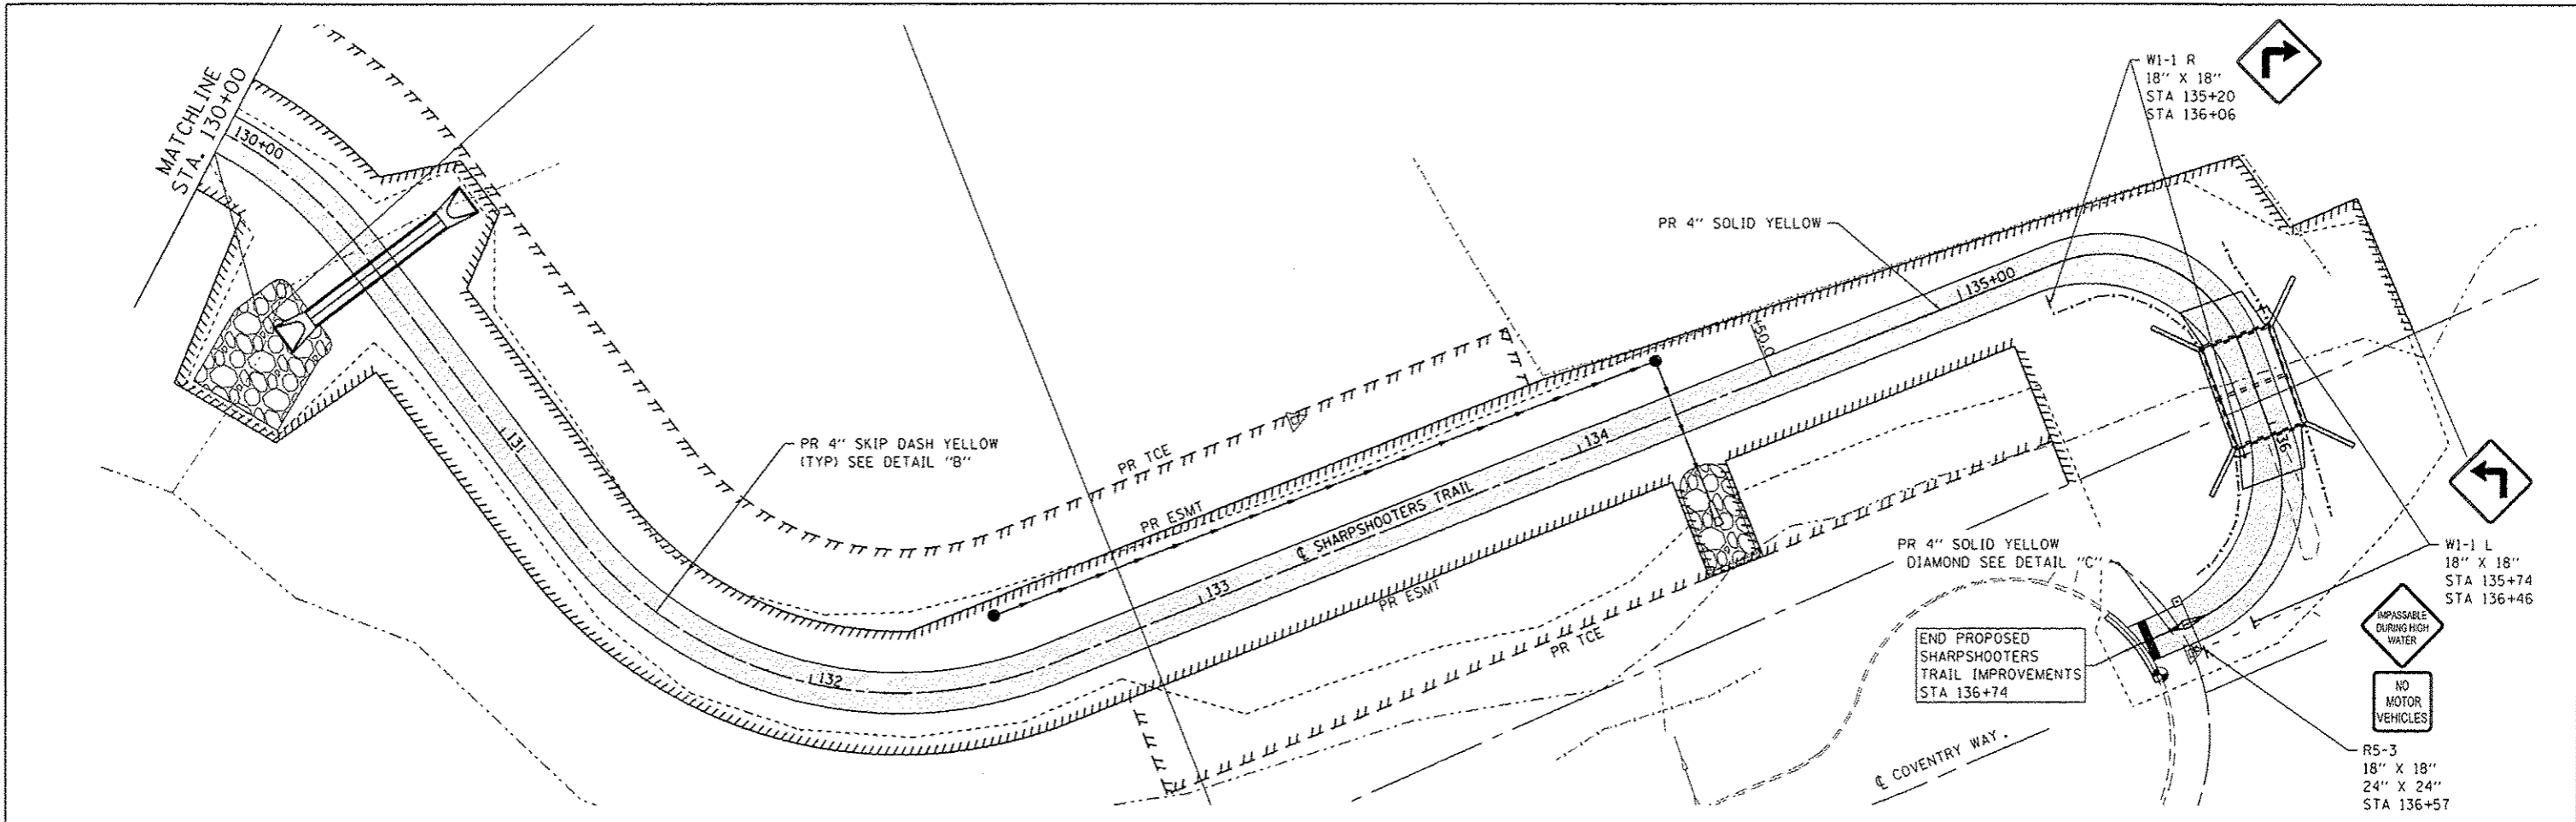 MATCHLINE
STA. 130+00
130+00
131
PR 4" SKIP DASH YELLOW
(TYP) SEE DETAIL "B"
132
PR TCE
PR ESMT
133
℄ SHARPSHOOTERS TRAIL
134
PR ESMT
PR TCE
+50.0
PR 4" SOLID YELLOW
135+00
W1-1 R
18" X 18"
STA 135+20
STA 136+06
136
W1-1 L
18" X 18"
STA 135+74
STA 136+46
PR 4" SOLID YELLOW
DIAMOND SEE DETAIL "C"
END PROPOSED
SHARPSHOOTERS
TRAIL IMPROVEMENTS
STA 136+74
℄ COVENTRY WAY.
IMPASSABLE
DURING HIGH
WATER
NO
MOTOR
VEHICLES
R5-3
18" X 18"
24" X 24"
STA 136+57